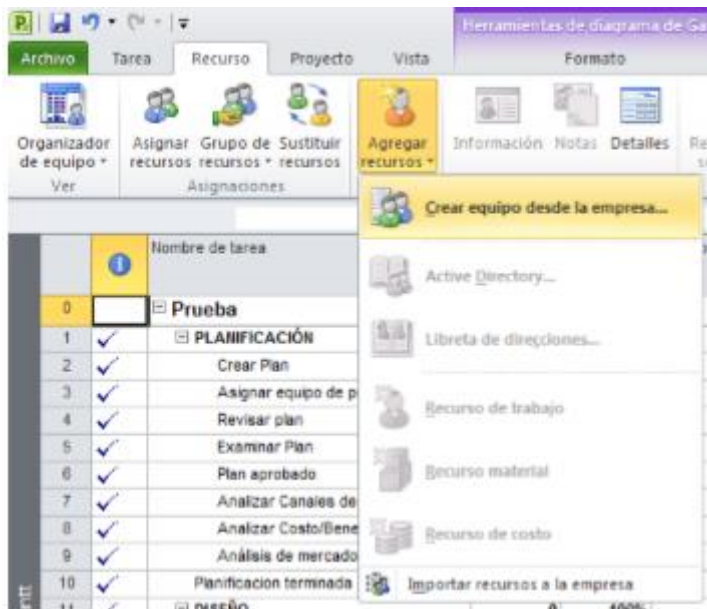 Herramientas de diagrama de Ga
Archivo Tarea Recurso Proyecto Vista Formato
Organizador de equipo
Asignar recursos
Grupo de recursos
Sustituir recursos
Agregar recursos
Información
Notas
Detalles
Re
Ver
Asignaciones
Crear equipo desde la empresa...
Active Directory...
Libreta de direcciones...
Recurso de trabajo
Recurso material
Recurso de costo
Importar recursos a la empresa
Nombre de tarea
0 Prueba
1 PLANIFICACIÓN
2 Crear Plan
3 Asignar equipo de p
4 Revisar plan
5 Examinar Plan
6 Plan aprobado
7 Analizar Canales de
8 Analizar Costo/Bene
9 Análisis de mercado
10 Planificacion terminada
11 DISEÑO 0 100%
ntt